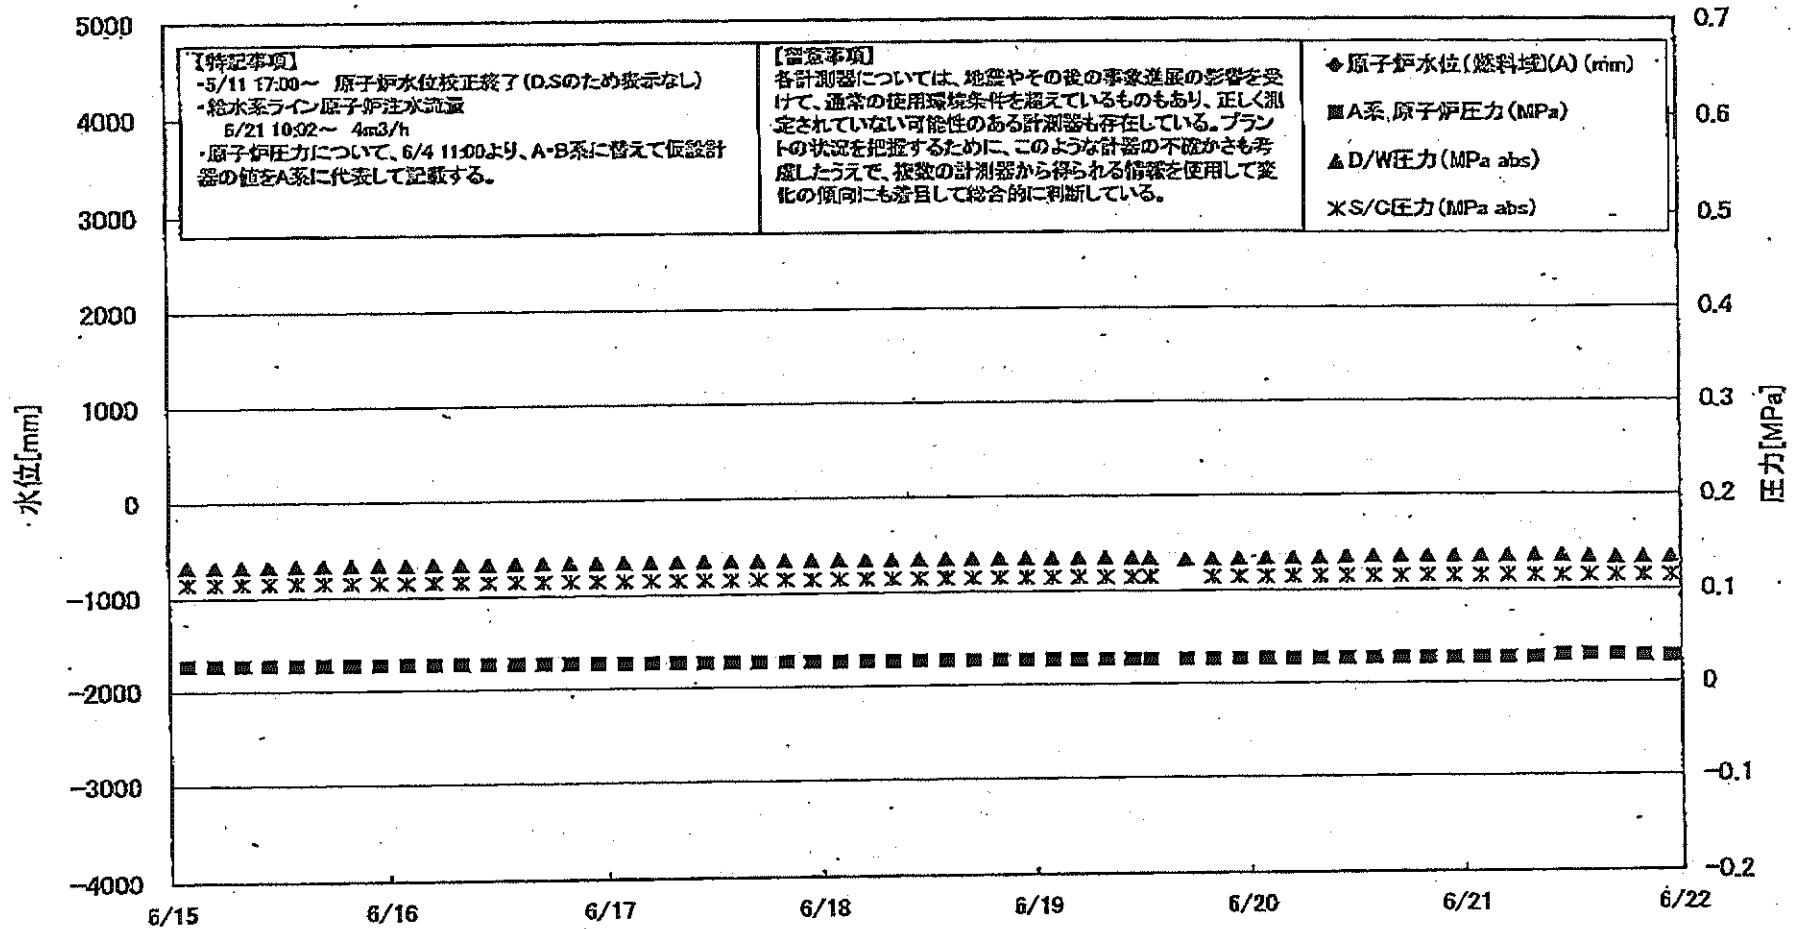 【特記事項】
-5/11 17:00～ 原子炉水位校正終了(D,Sのため表示なし)
・給水系ライン原子炉注水流量
6/21 10:02～ 4m3/h
・原子炉圧力について、6/4 11:00より、A・B系に替えて仮設計
器の値をA系に代表して記載する。
【留意事項】
各計測器については、地震やその後の事象進展の影響を受
けて、通常の使用環境条件を超えているものもあり、正しく測
定されていない可能性のある計測器も存在している。プラン
トの状況を把握するために、このような計器の不確かさも考
慮したうえで、複数の計測器から得られる情報を使用して変
化の傾向にも着目して総合的に判断している。
◆原子炉水位(燃料域)(A)(mm)
■A系,原子炉圧力(MPa)
▲D/W圧力(MPa abs)
S/C圧力(MPa abs)
水位[mm]
5000
4000
3000
2000
1000
0
-1000
-2000
-3000
-4000
圧力[MPa]
0.7
0.6
0.5
0.4
0.3
0.2
0.1
0
-0.1
-0.2
6/15 6/16 6/17 6/18 6/19 6/20 6/21 6/22